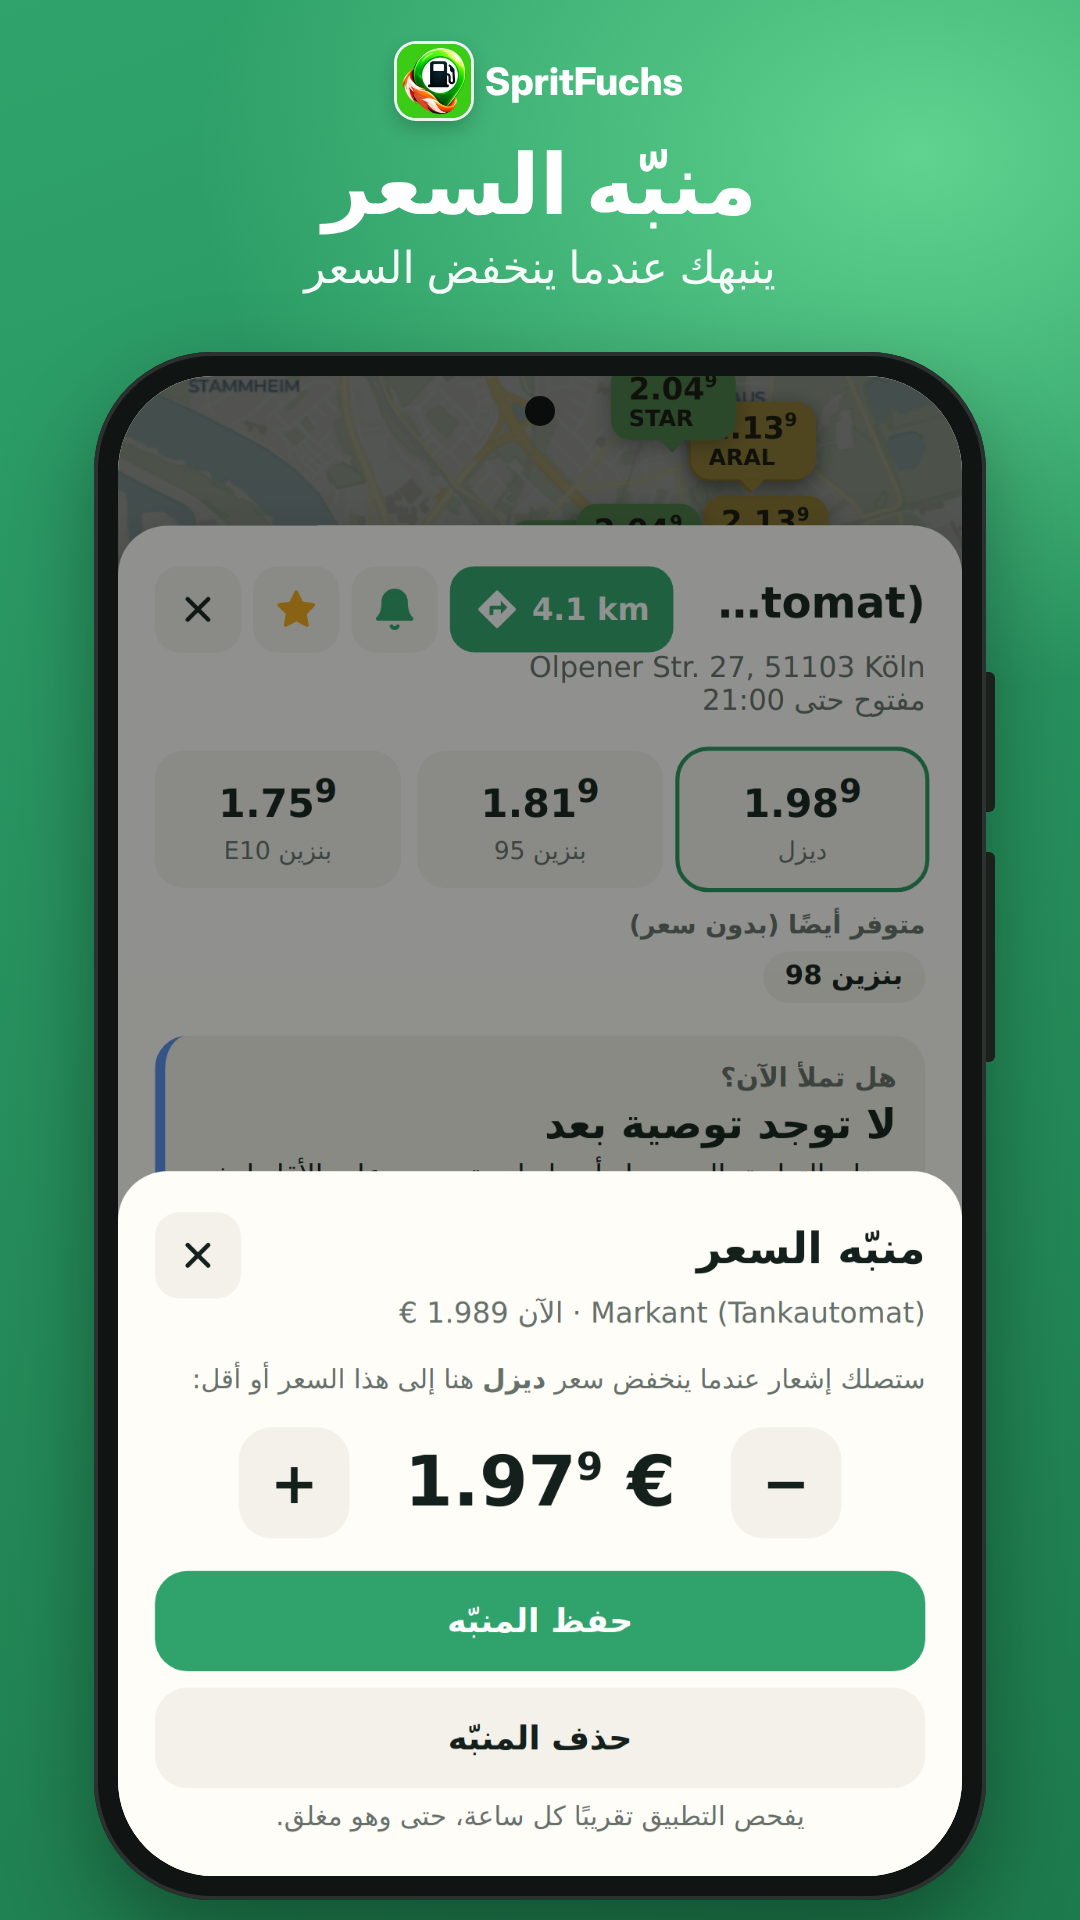 SpritFuchs
منبّه السعر
ينبهك عندما ينخفض السعر
STAMMHEIM
2.04⁹
STAR
.13⁹
ARAL
2.13⁹
...tomat)
4.1 km
Olpener Str. 27, 51103 Köln
مفتوح حتى 21:00
1.98⁹
ديزل
1.81⁹
بنزين 95
1.75⁹
بنزين E10
متوفر أيضًا (بدون سعر)
بنزين 98
هل تملأ الآن؟
لا توجد توصية بعد
منبّه السعر
Markant (Tankautomat) · الآن 1.989 €
ستصلك إشعار عندما ينخفض سعر ديزل هنا إلى هذا السعر أو أقل:
+ 1.97⁹ € −
حفظ المنبّه
حذف المنبّه
يفحص التطبيق تقريبًا كل ساعة، حتى وهو مغلق.